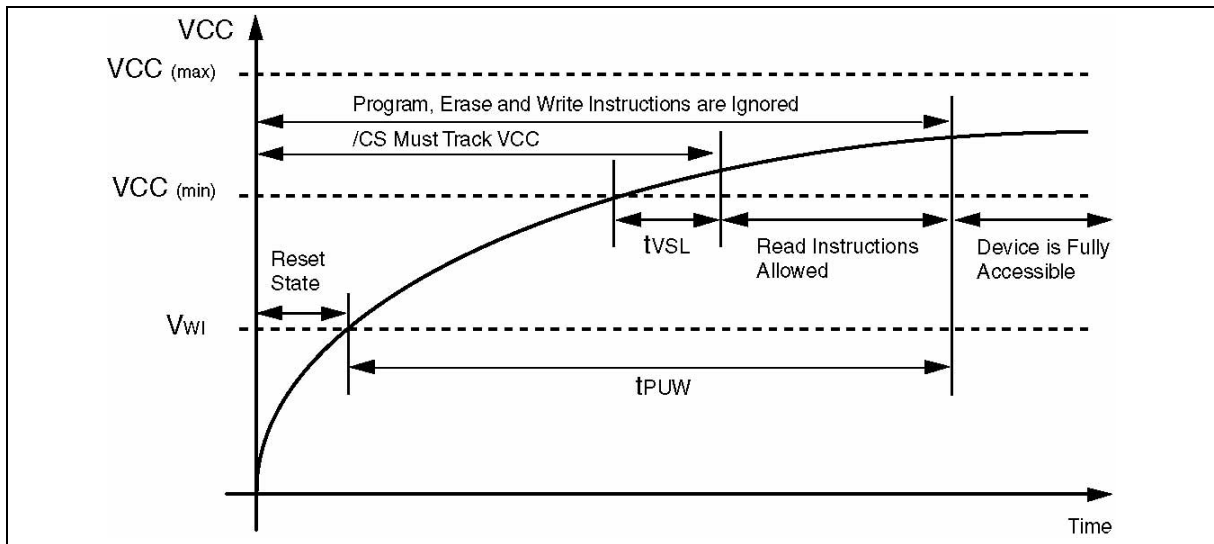 VCC
VCC (max)
Program, Erase and Write Instructions are Ignored
/CS Must Track VCC
VCC (min)
tVSL
Read Instructions
Allowed
Device is Fully
Accessible
Reset
State
VWI
tPUW
Time